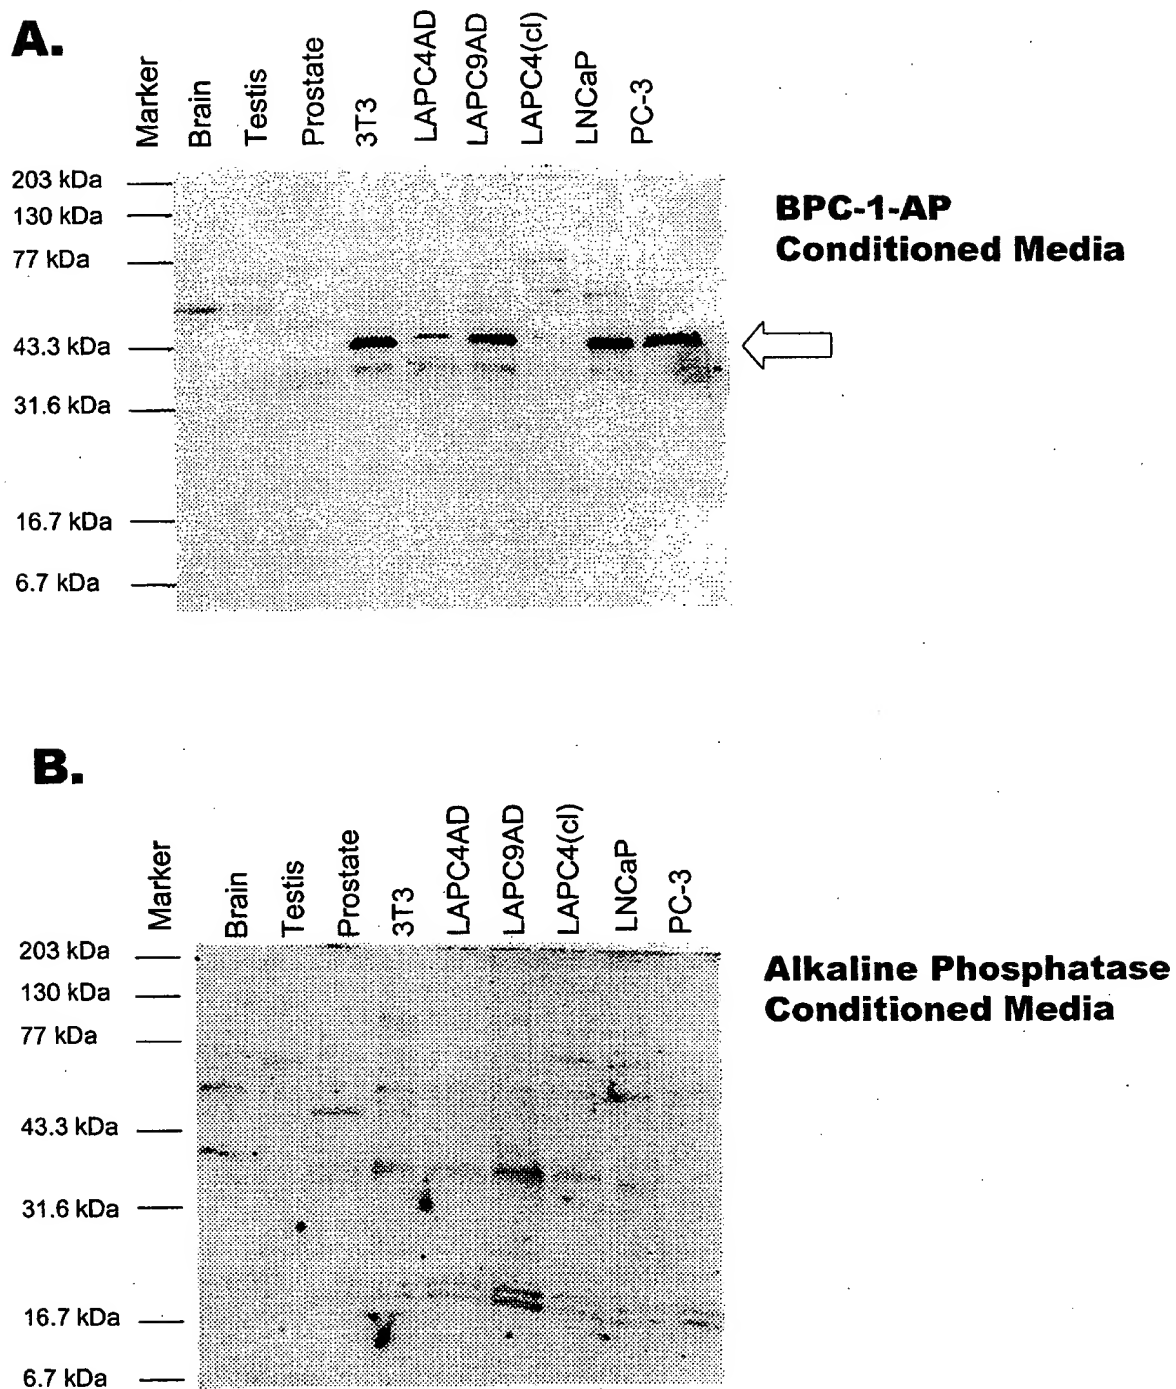 A.
Marker
Brain
Testis
Prostate
3T3
LAPC4AD
LAPC9AD
LAPC4(cl)
LNCaP
PC-3
203 kDa
130 kDa
77 kDa
43.3 kDa
31.6 kDa
16.7 kDa
6.7 kDa
BPC-1-AP
Conditioned Media
B.
Marker
Brain
Testis
Prostate
3T3
LAPC4AD
LAPC9AD
LAPC4(cl)
LNCaP
PC-3
203 kDa
130 kDa
77 kDa
43.3 kDa
31.6 kDa
16.7 kDa
6.7 kDa
Alkaline Phosphatase
Conditioned Media